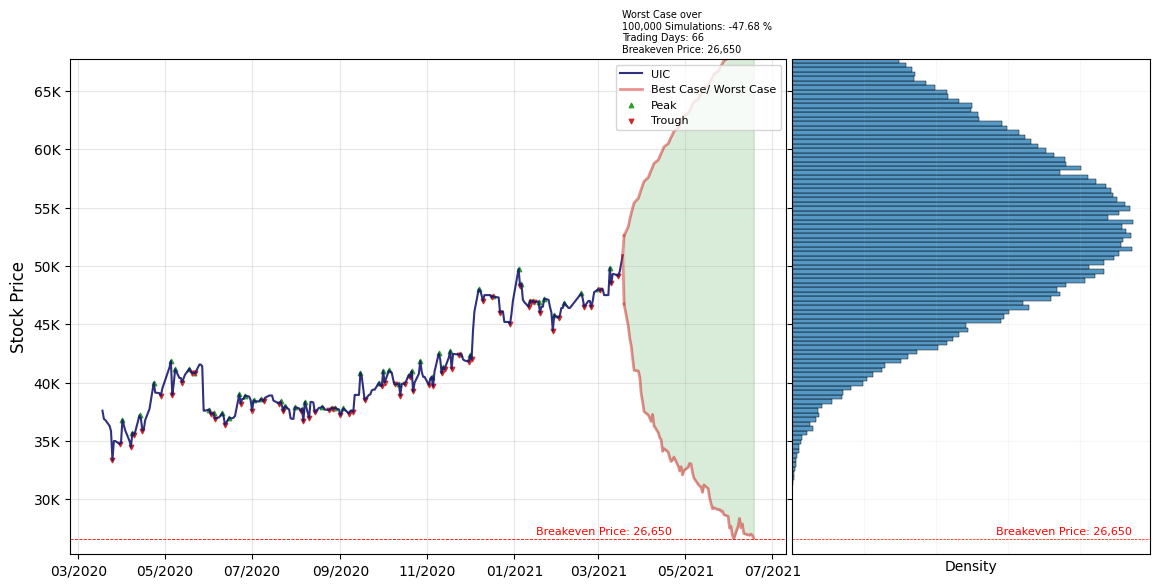 Worst Case over
100,000 Simulations: -47.68 %
Trading Days: 66
Breakeven Price: 26,650
UIC
Best Case/ Worst Case
Peak
Trough
65K
60K
55K
50K
45K
40K
35K
30K
Stock Price
Breakeven Price: 26,650
Breakeven Price: 26,650
03/2020
05/2020
07/2020
09/2020
11/2020
01/2021
03/2021
05/2021
07/2021
Density